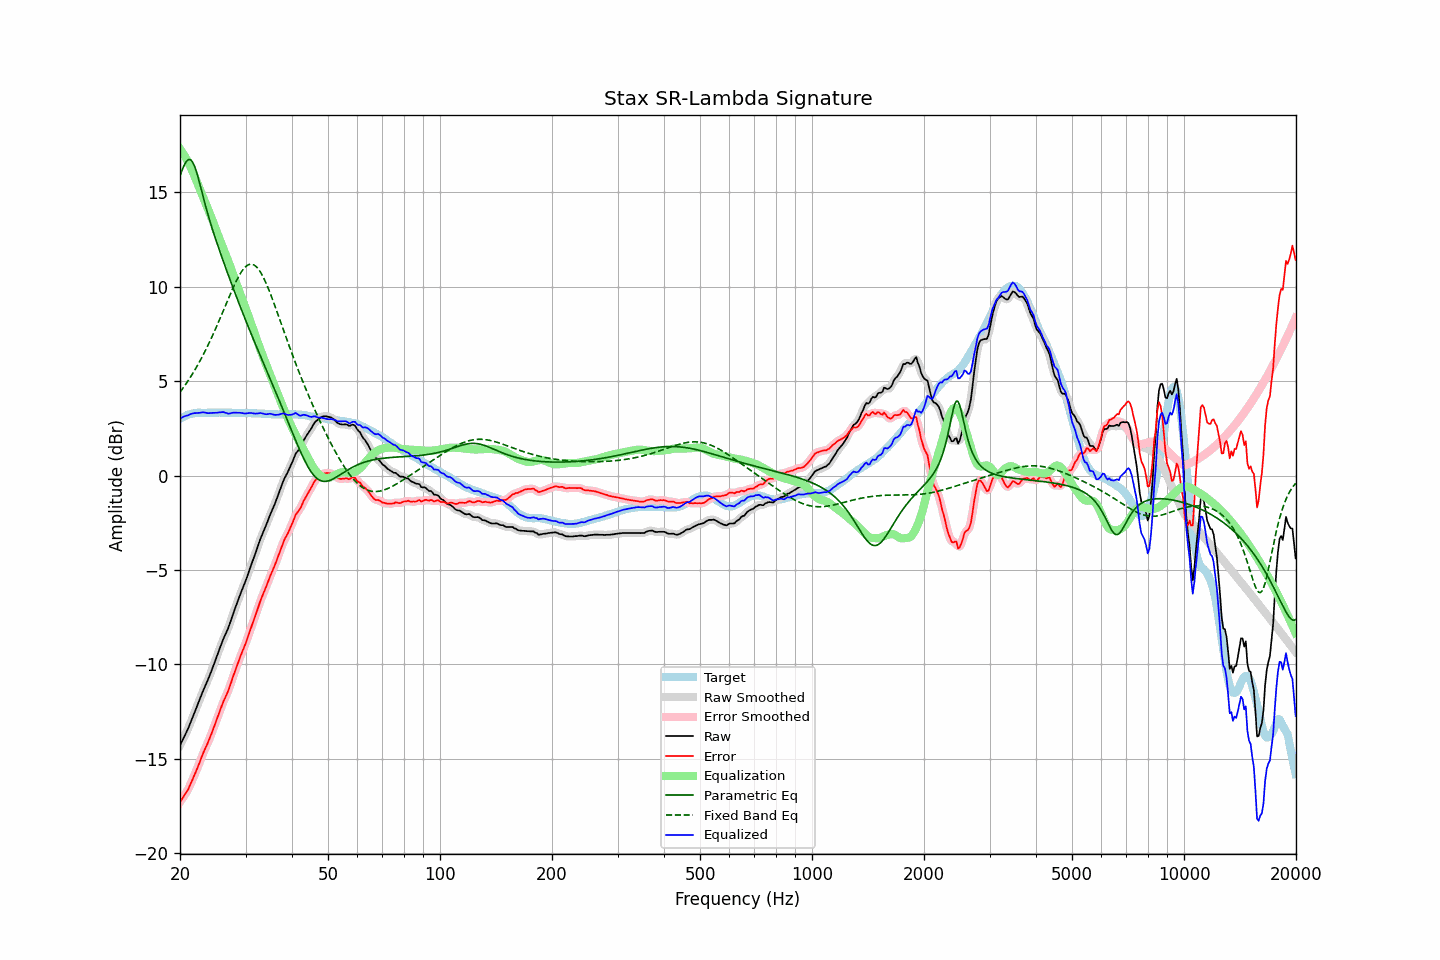 Stax SR-Lambda Signature
Amplitude (dBr)
15
10
5
0
−5
−10
−15
−20
20
50
100
200
500
1000
2000
5000
10000
20000
Frequency (Hz)
Target
Raw Smoothed
Error Smoothed
Raw
Error
Equalization
Parametric Eq
Fixed Band Eq
Equalized